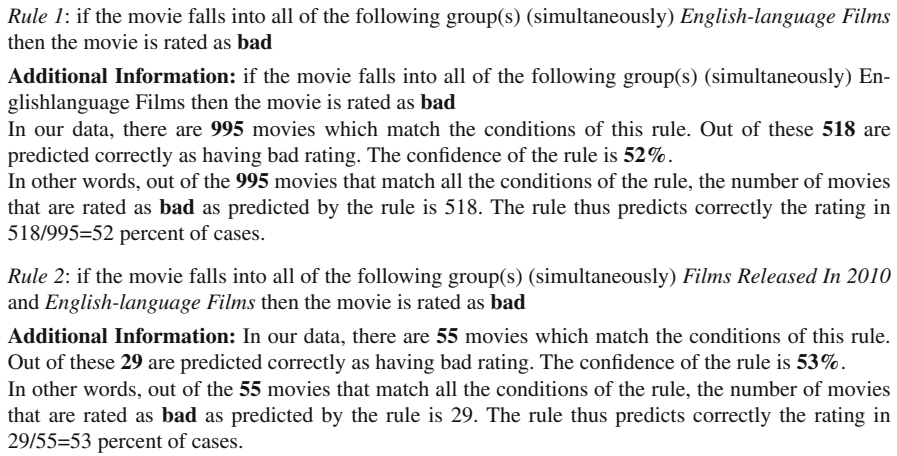 Rule 1: if the movie falls into all of the following group(s) (simultaneously) English-language Films
then the movie is rated as bad
Additional Information: if the movie falls into all of the following group(s) (simultaneously) En-
glishlanguage Films then the movie is rated as bad
In our data, there are 995 movies which match the conditions of this rule. Out of these 518 are
predicted correctly as having bad rating. The confidence of the rule is 52%.
In other words, out of the 995 movies that match all the conditions of the rule, the number of movies
that are rated as bad as predicted by the rule is 518. The rule thus predicts correctly the rating in
518/995=52 percent of cases.
Rule 2: if the movie falls into all of the following group(s) (simultaneously) Films Released In 2010
and English-language Films then the movie is rated as bad
Additional Information: In our data, there are 55 movies which match the conditions of this rule.
Out of these 29 are predicted correctly as having bad rating. The confidence of the rule is 53%.
In other words, out of the 55 movies that match all the conditions of the rule, the number of movies
that are rated as bad as predicted by the rule is 29. The rule thus predicts correctly the rating in
29/55=53 percent of cases.